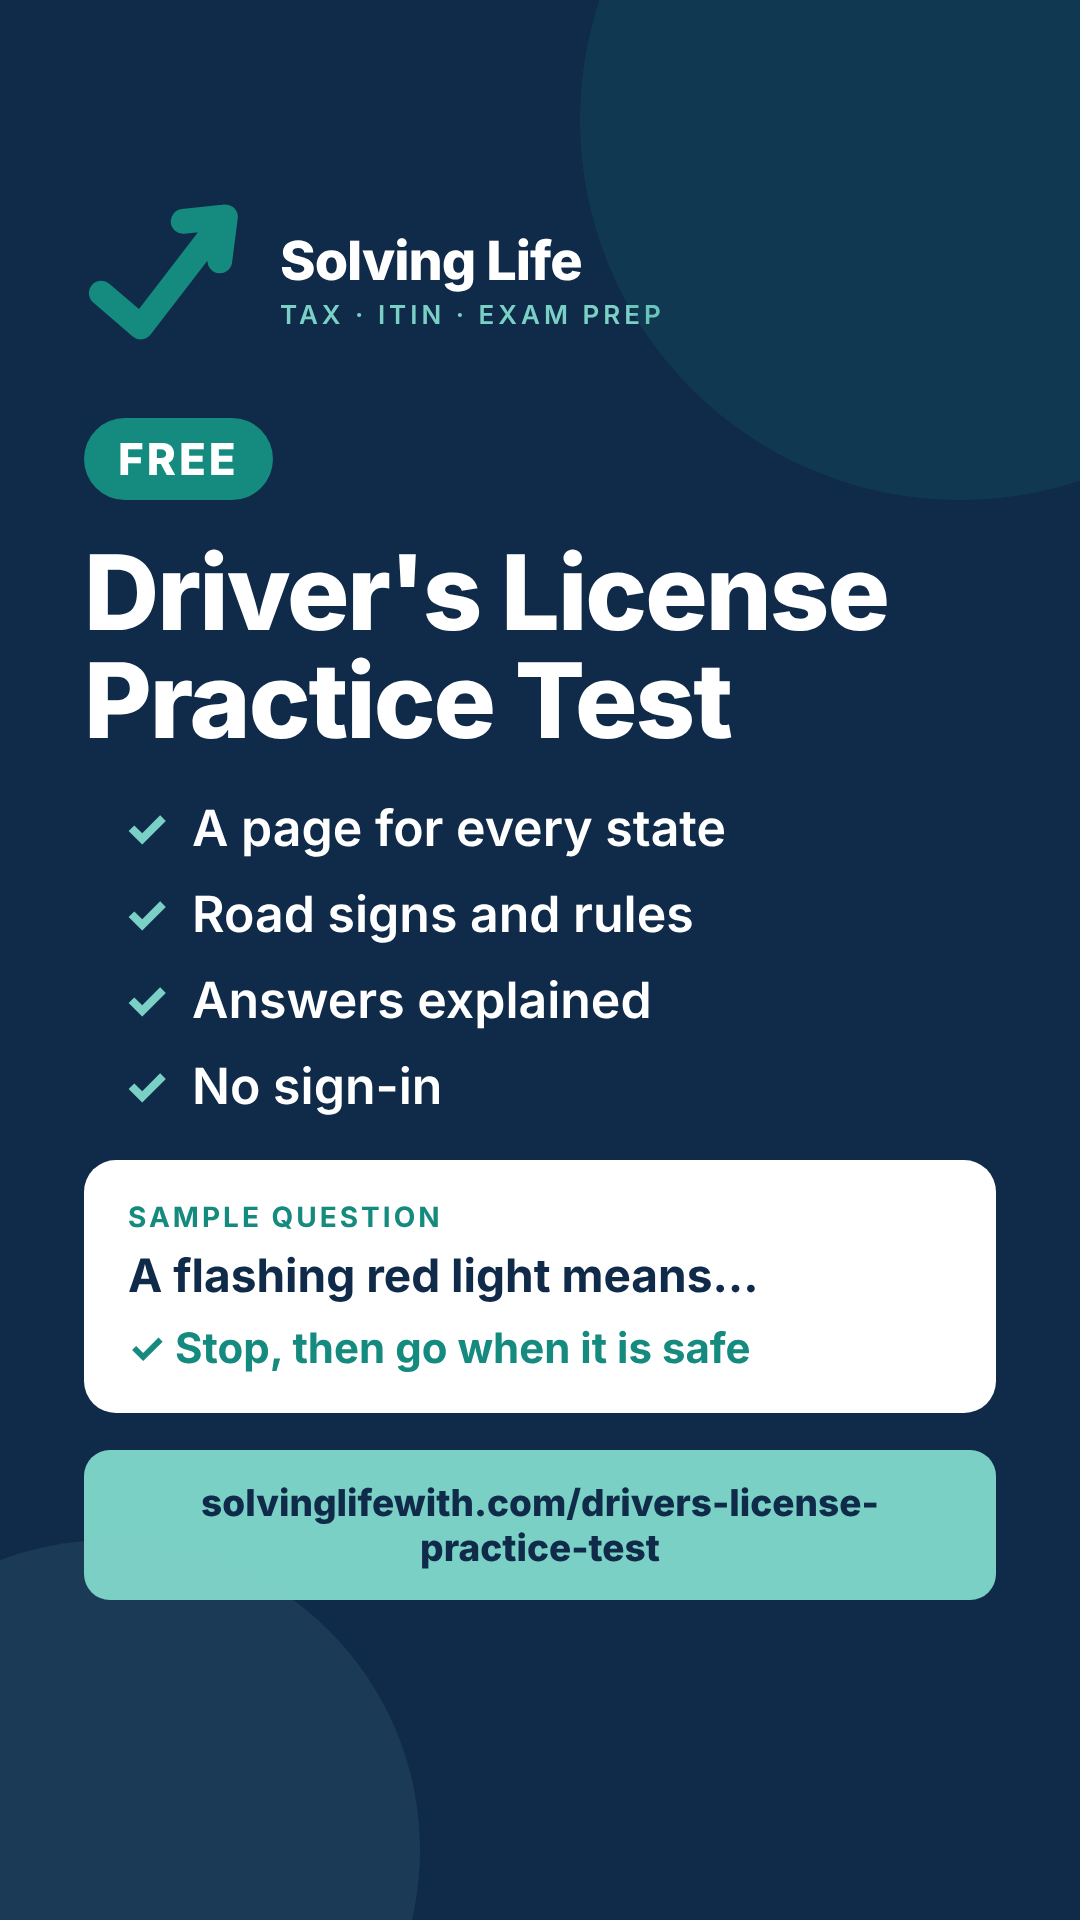 Solving Life
TAX · ITIN · EXAM PREP
FREE
Driver's License
Practice Test
✓ A page for every state
✓ Road signs and rules
✓ Answers explained
✓ No sign-in
SAMPLE QUESTION
A flashing red light means...
✓ Stop, then go when it is safe
solvinglifewith.com/drivers-license-
practice-test